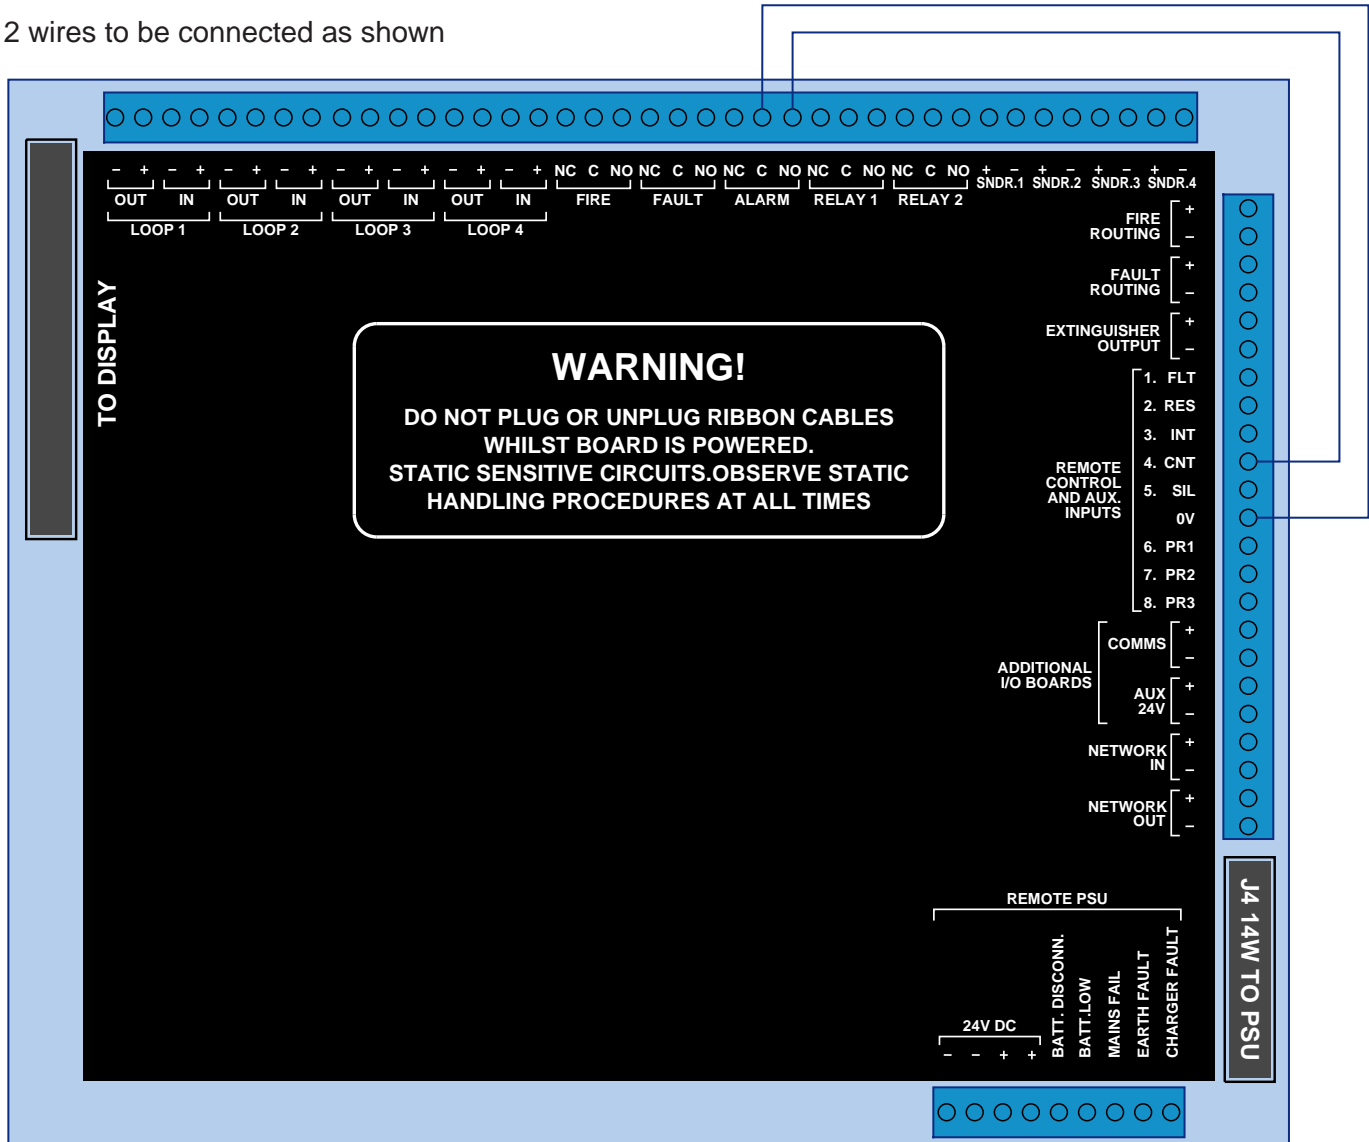 2 wires to be connected as shown
− + − + − + − + − + − + − + − + NC C NO NC C NO NC C NO NC C NO NC C NO + − + − + − + −
OUT IN OUT IN OUT IN OUT IN FIRE FAULT ALARM RELAY 1 RELAY 2 SNDR.1 SNDR.2 SNDR.3 SNDR.4
LOOP 1 LOOP 2 LOOP 3 LOOP 4
TO DISPLAY
WARNING!
DO NOT PLUG OR UNPLUG RIBBON CABLES
WHILST BOARD IS POWERED.
STATIC SENSITIVE CIRCUITS.OBSERVE STATIC
HANDLING PROCEDURES AT ALL TIMES
FIRE +
ROUTING −
FAULT +
ROUTING −
EXTINGUISHER +
OUTPUT −
REMOTE
CONTROL
AND AUX.
INPUTS
1. FLT
2. RES
3. INT
4. CNT
5. SIL
0V
6. PR1
7. PR2
8. PR3
ADDITIONAL
I/O BOARDS
COMMS +
−
AUX +
24V −
NETWORK +
IN −
NETWORK +
OUT −
REMOTE PSU
24V DC
− − + +
BATT. DISCONN.
BATT.LOW
MAINS FAIL
EARTH FAULT
CHARGER FAULT
J4 14W TO PSU